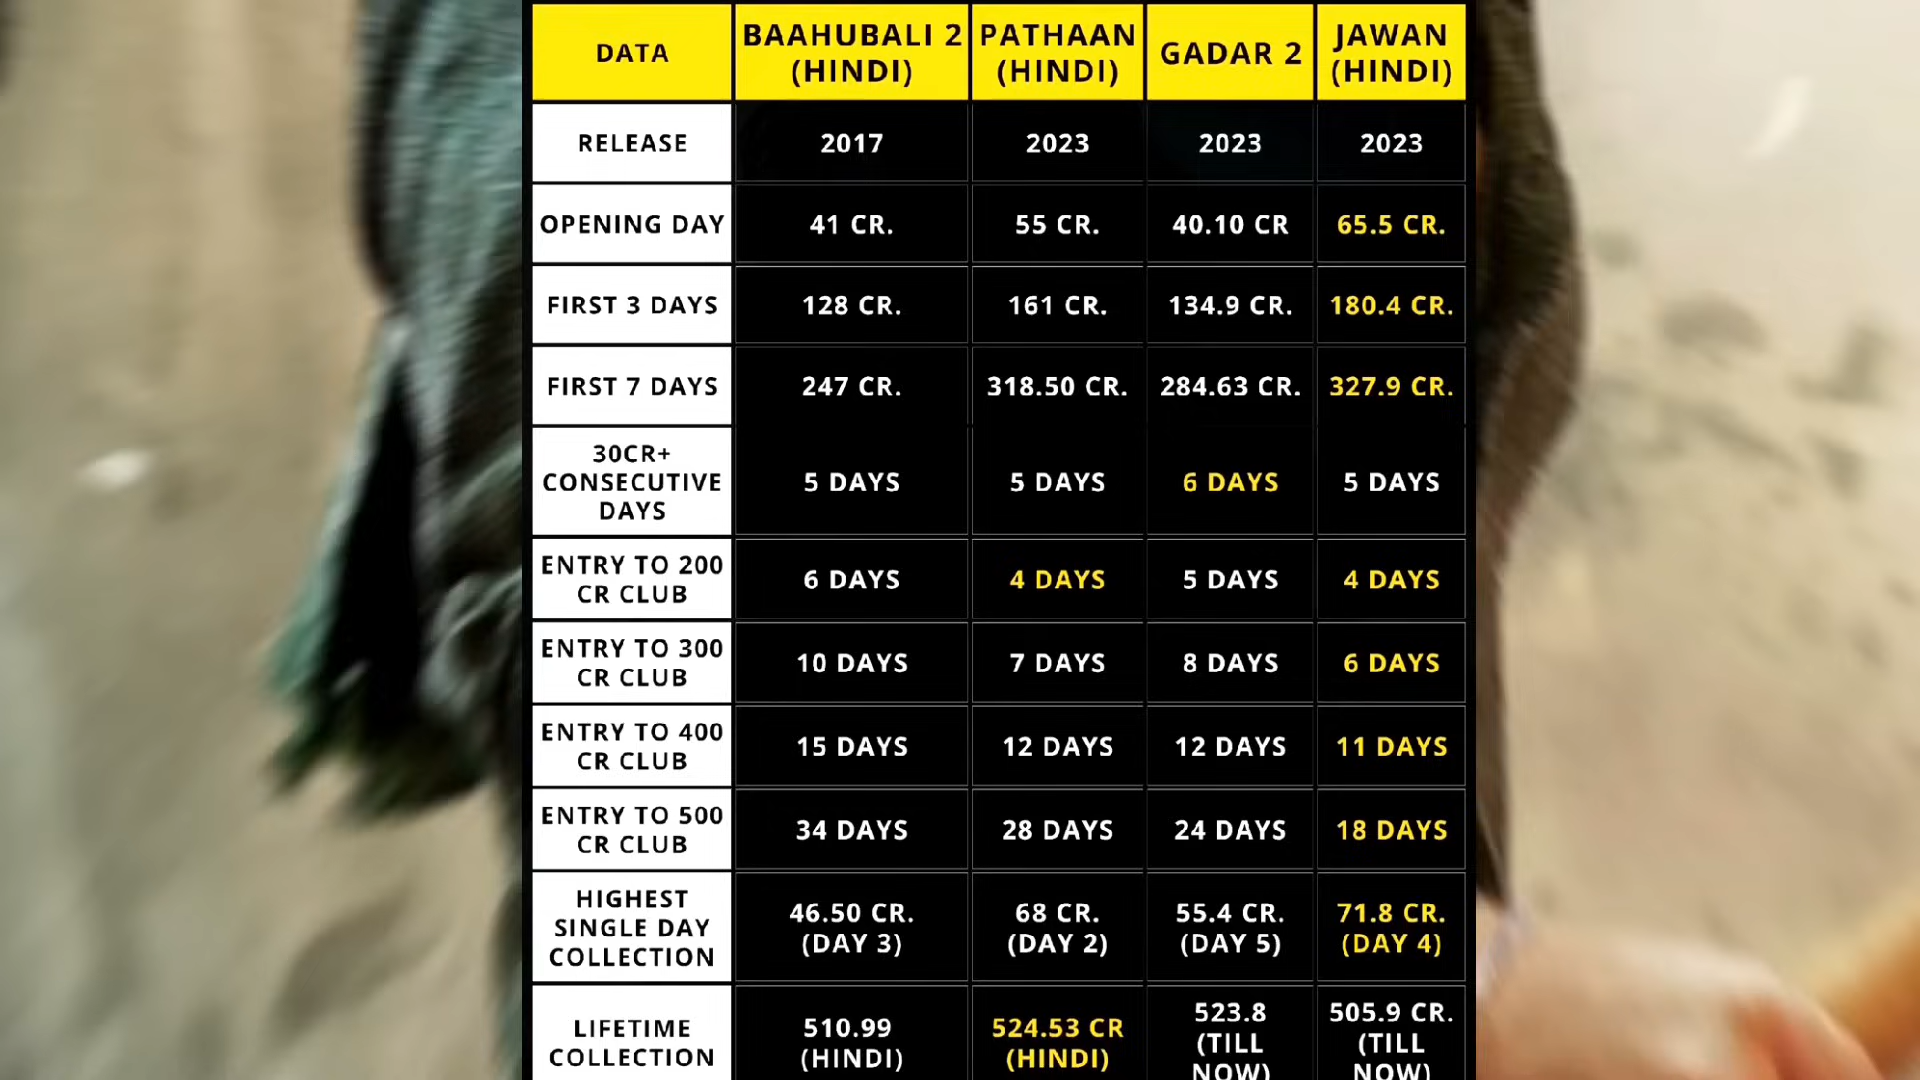 DATA
BAAHUBALI 2
(HINDI)
PATHAAN
(HINDI)
GADAR 2
JAWAN
(HINDI)
RELEASE
2017
2023
2023
2023
OPENING DAY
41 CR.
55 CR.
40.10 CR
65.5 CR.
FIRST 3 DAYS
128 CR.
161 CR.
134.9 CR.
180.4 CR.
FIRST 7 DAYS
247 CR.
318.50 CR.
284.63 CR.
327.9 CR.
30CR+
CONSECUTIVE
DAYS
5 DAYS
5 DAYS
6 DAYS
5 DAYS
ENTRY TO 200
CR CLUB
6 DAYS
4 DAYS
5 DAYS
4 DAYS
ENTRY TO 300
CR CLUB
10 DAYS
7 DAYS
8 DAYS
6 DAYS
ENTRY TO 400
CR CLUB
15 DAYS
12 DAYS
12 DAYS
11 DAYS
ENTRY TO 500
CR CLUB
34 DAYS
28 DAYS
24 DAYS
18 DAYS
HIGHEST
SINGLE DAY
COLLECTION
46.50 CR.
(DAY 3)
68 CR.
(DAY 2)
55.4 CR.
(DAY 5)
71.8 CR.
(DAY 4)
LIFETIME
COLLECTION
510.99
(HINDI)
524.53 CR
(HINDI)
523.8
(TILL
NOW)
505.9 CR.
(TILL
NOW)